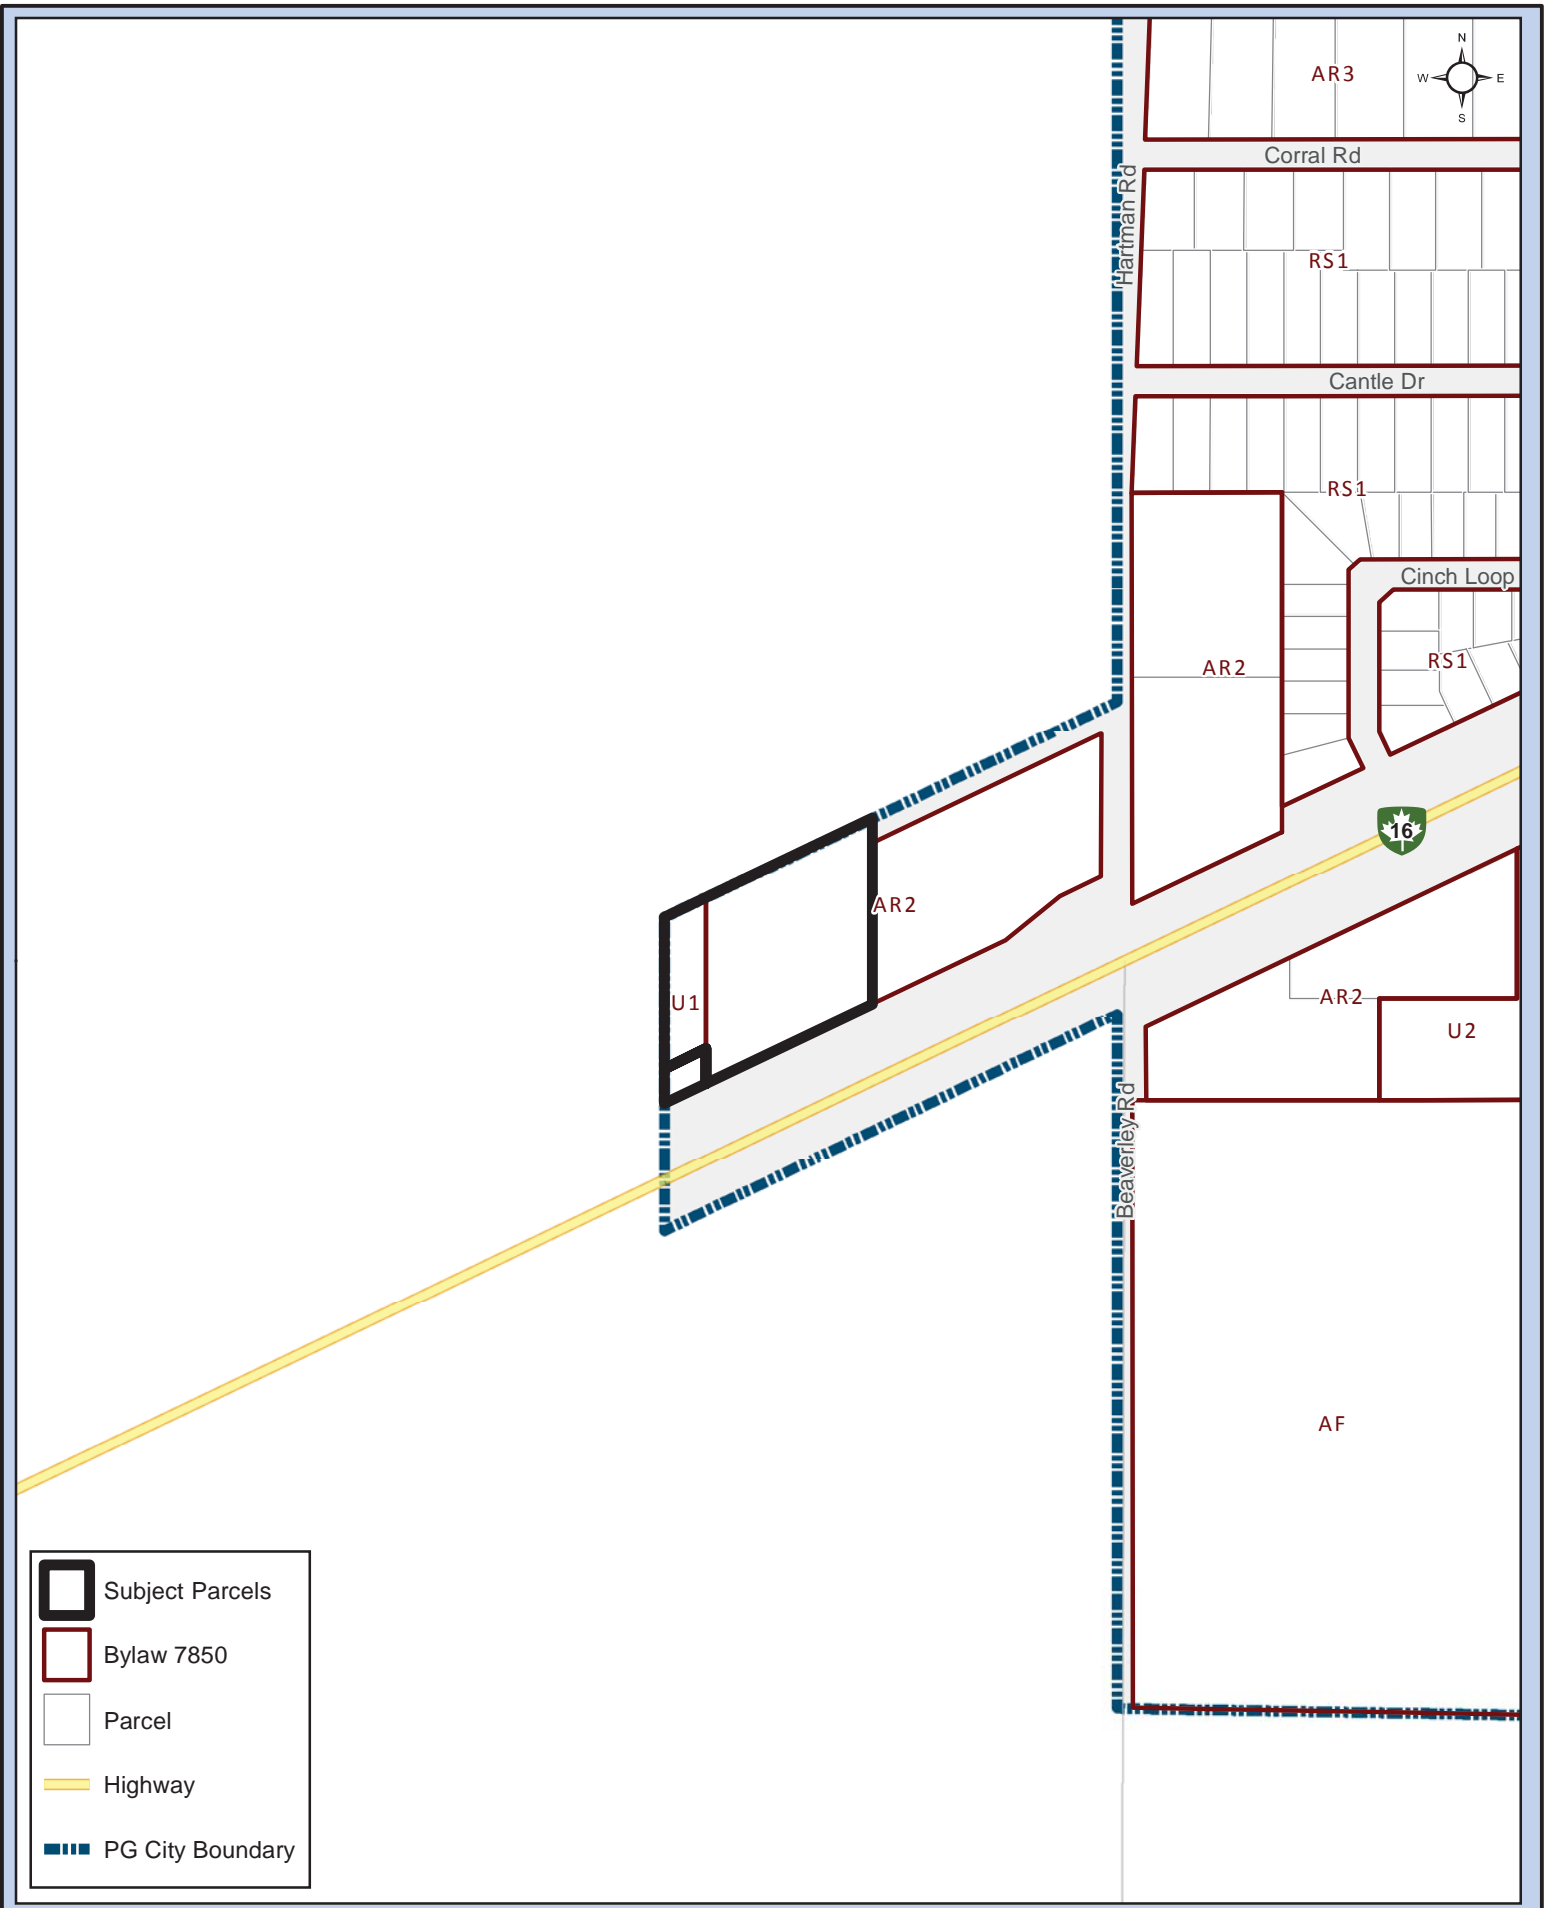 N
AR3
W E
S
Corral Rd
Hartman Rd
RS1
Cantle Dr
RS1
Cinch Loop
RS1
AR2
16
AR2
U1
AR2
U2
Beaverley Rd
AF
Subject Parcels
Bylaw 7850
Parcel
Highway
PG City Boundary